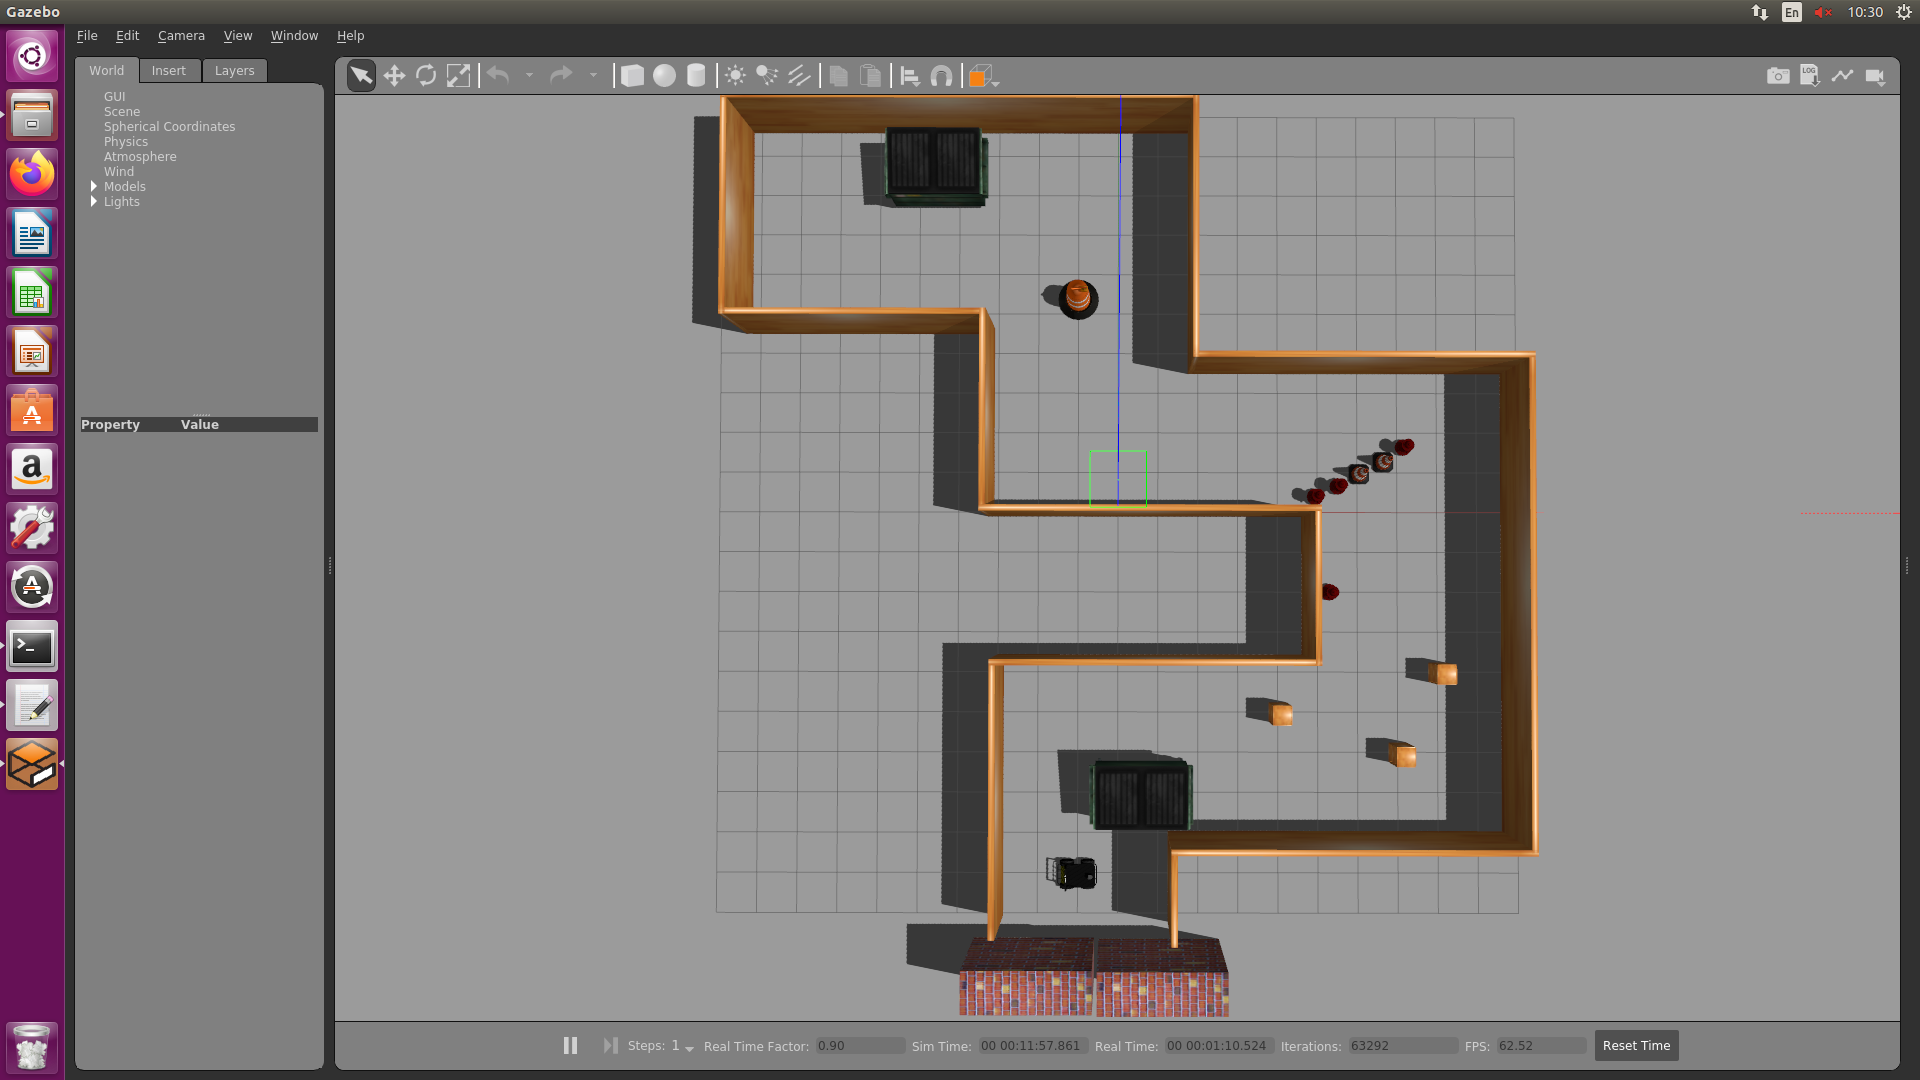 Gazebo
En
10:30
File Edit Camera View Window Help
World Insert Layers
GUI
Scene
Spherical Coordinates
Physics
Atmosphere
Wind
Models
Lights
Property Value
LOG
Steps: 1 Real Time Factor: 0.90 Sim Time: 00 00:11:57.861 Real Time: 00 00:01:10.524 Iterations: 63292 FPS: 62.52 Reset Time